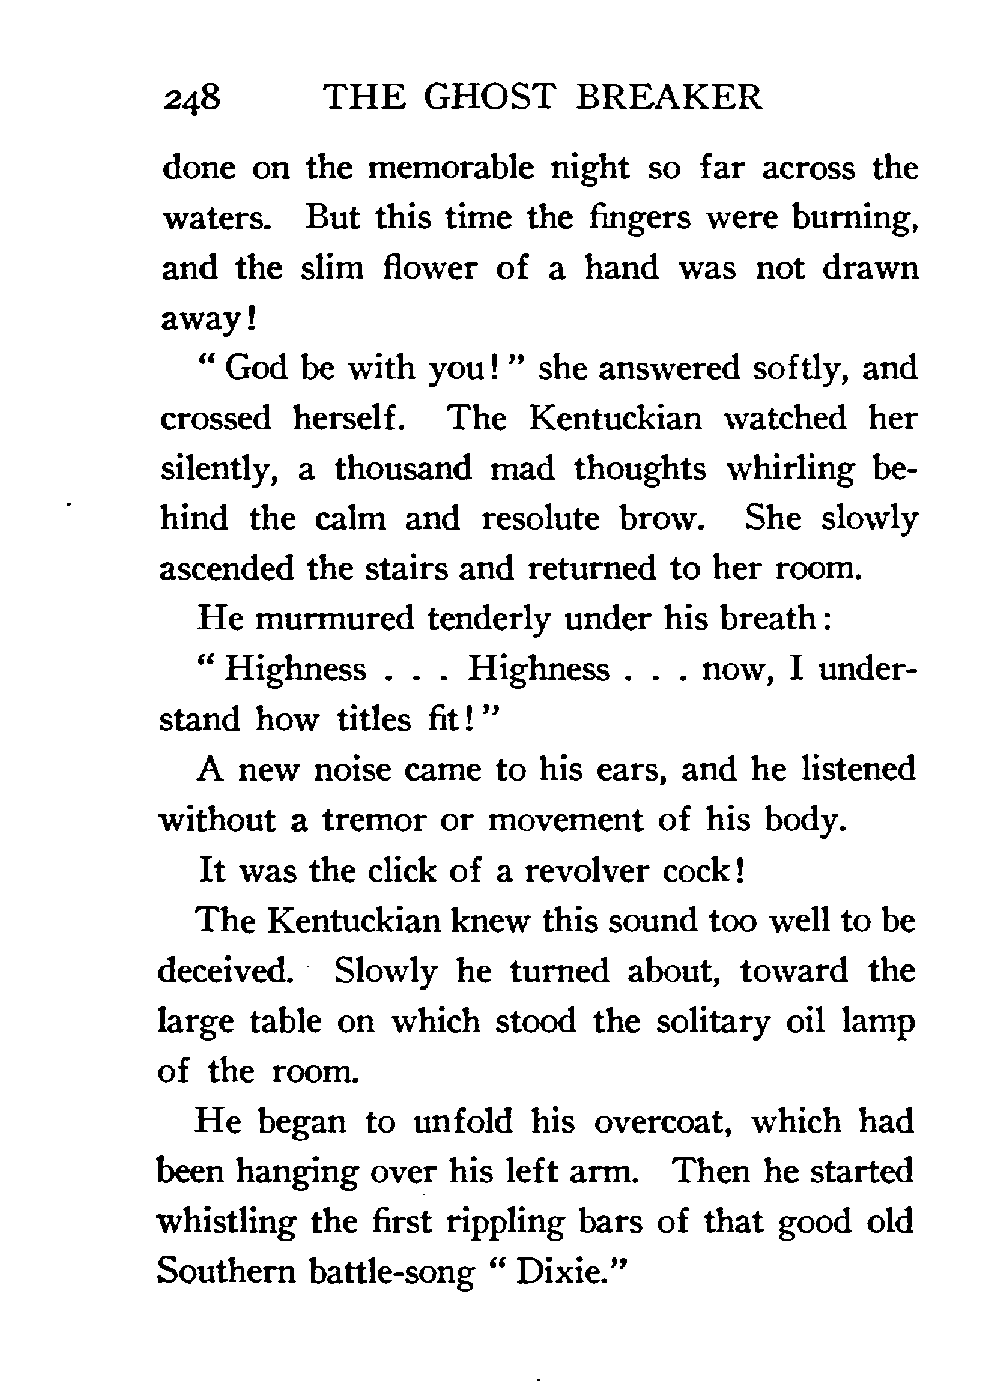 248 THE GHOST BREAKER
done on the memorable night so far across the
waters. But this time the fingers were burning,
and the slim flower of a hand was not drawn
away!
“ God be with you! ” she answered softly, and
crossed herself. The Kentuckian watched her
silently, a thousand mad thoughts whirling be-
hind the calm and resolute brow. She slowly
ascended the stairs and returned to her room.
He murmured tenderly under his breath:
“ Highness . . . Highness . . . now, I under-
stand how titles fit! ”
A new noise came to his ears, and he listened
without a tremor or movement of his body.
It was the click of a revolver cock!
The Kentuckian knew this sound too well to be
deceived. Slowly he turned about, toward the
large table on which stood the solitary oil lamp
of the room.
He began to unfold his overcoat, which had
been hanging over his left arm. Then he started
whistling the first rippling bars of that good old
Southern battle-song “ Dixie.”